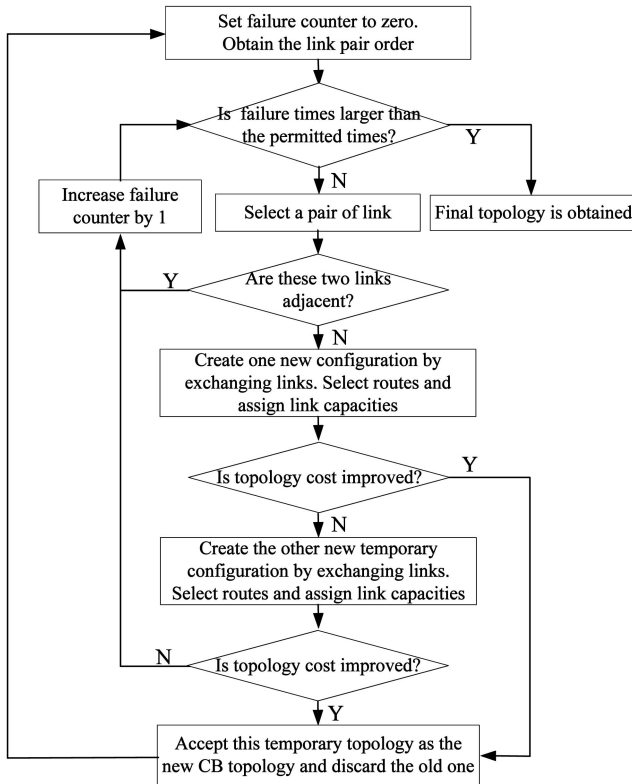 Set failure counter to zero.
Obtain the link pair order
Is failure times larger than
the permitted times?
Y
N
Increase failure
counter by 1
Select a pair of link
Final topology is obtained
Y
Are these two links
adjacent?
N
Create one new configuration by
exchanging links. Select routes and
assign link capacities
Is topology cost improved?
Y
N
Create the other new temporary
configuration by exchanging links.
Select routes and assign link capacities
N
Is topology cost improved?
Y
Accept this temporary topology as the
new CB topology and discard the old one